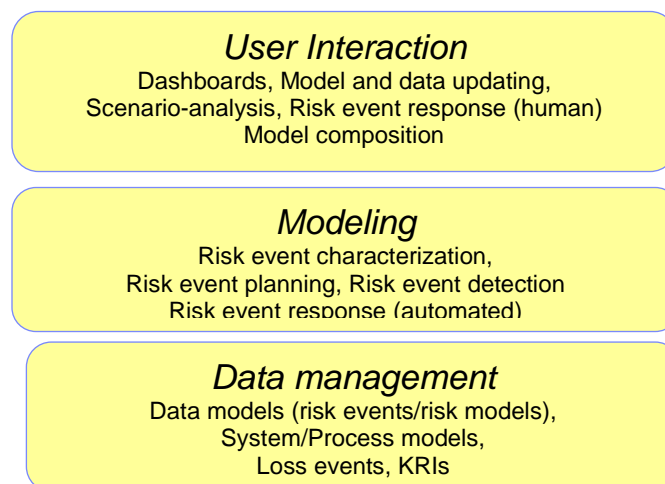 User Interaction
Dashboards, Model and data updating,
Scenario-analysis, Risk event response (human)
Model composition
Modeling
Risk event characterization,
Risk event planning, Risk event detection
Risk event response (automated)
Data management
Data models (risk events/risk models),
System/Process models,
Loss events, KRIs